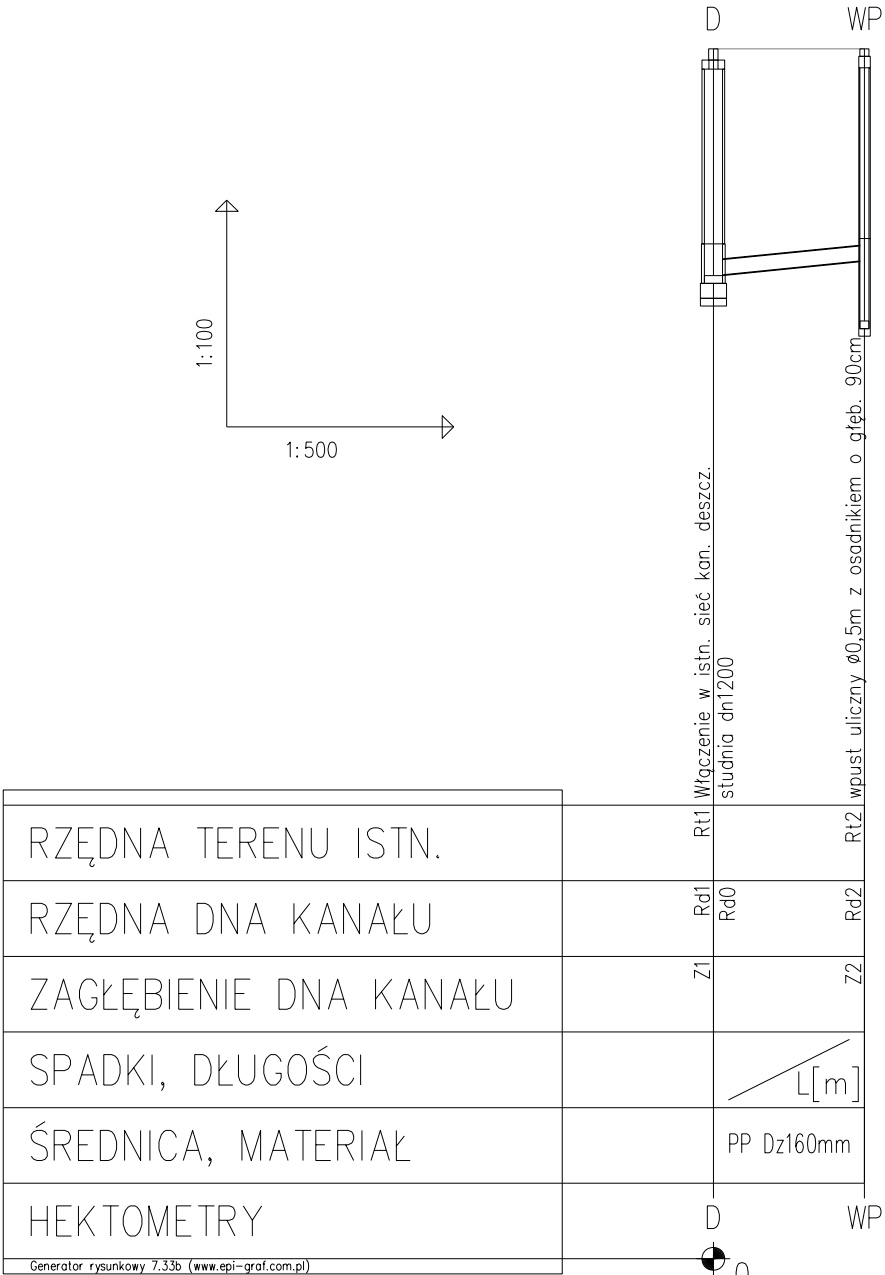 D WP
1:100
1:500
Włączenie w istn. sieć kan. deszcz.
studnia dn1200
wpust uliczny ø0,5m z osadnikiem o głęb. 90cm
RZĘDNA TERENU ISTN. Rt1 Rt2
RZĘDNA DNA KANAŁU Rd1 Rd0 Rd2
ZAGŁĘBIENIE DNA KANAŁU Z1 Z2
SPADKI, DŁUGOŚCI L[m]
ŚREDNICA, MATERIAŁ PP Dz160mm
HEKTOMETRY D WP
Generator rysunkowy 7.33b (www.epi-graf.com.pl)